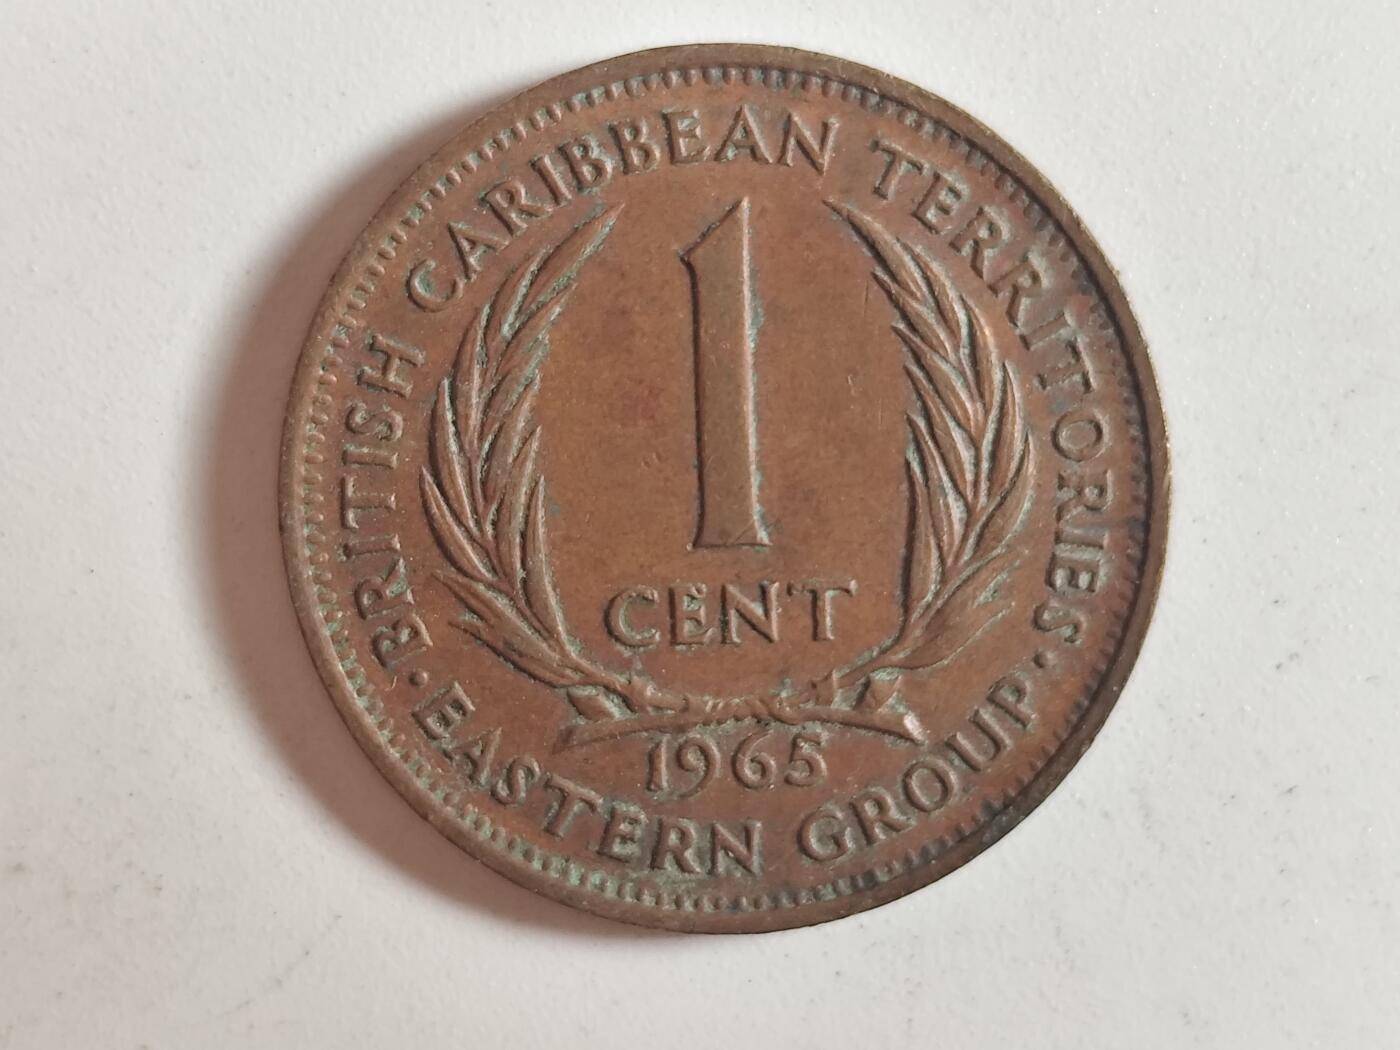 BRITISH CARIBBEAN TERRITORIES
1
CENT
1965
· EASTERN GROUP ·